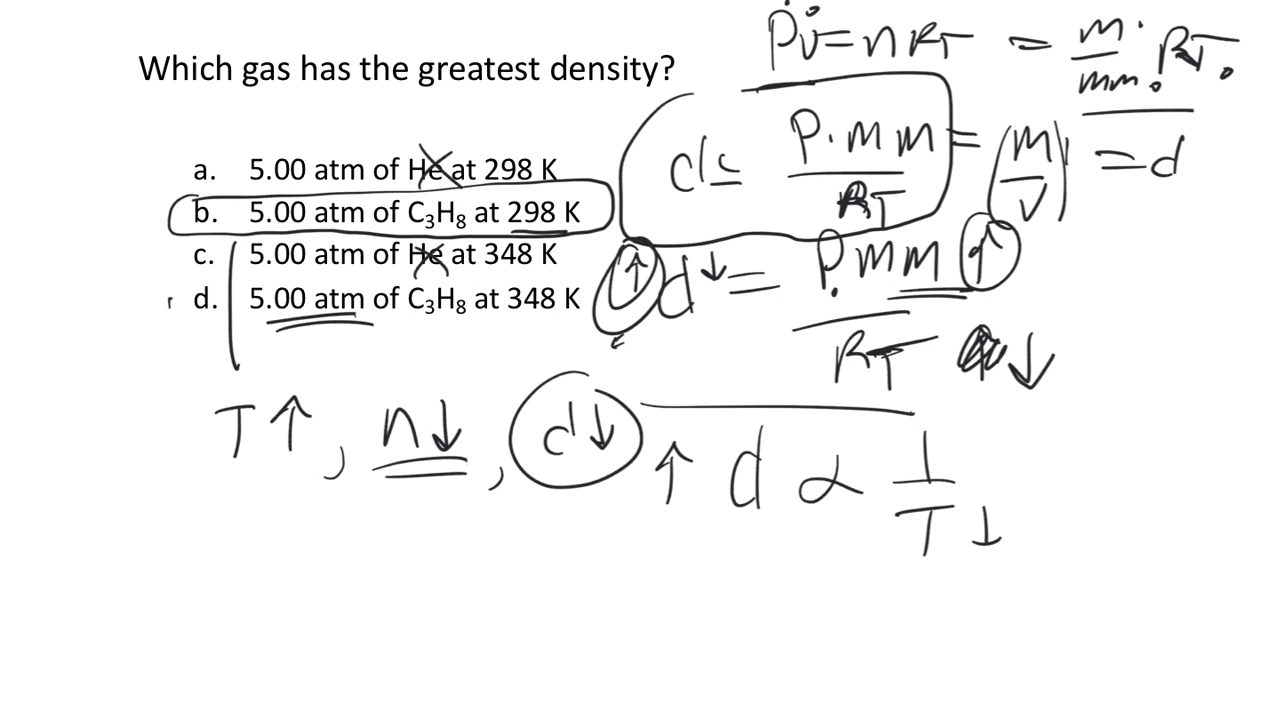 Which gas has the greatest density?
a. 5.00 atm of He at 298 K
b. 5.00 atm of C₃H₈ at 298 K
c. 5.00 atm of He at 348 K
d. 5.00 atm of C₃H₈ at 348 K
PV = nRT = m/mm RT
d = P·MM/RT = (m/V) = d
↑ d ↓ = P·MM ↑/RT ↓
T↑, n↓, d↓
↑ d ∝ 1/T ↓